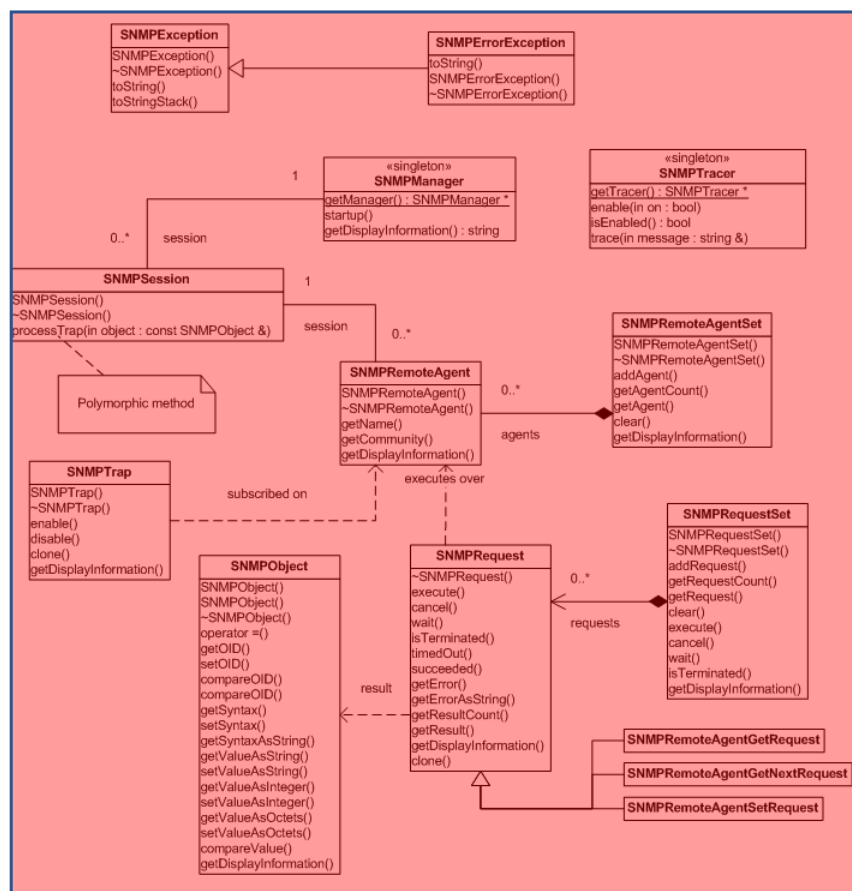 SNMPException
SNMPException()
~SNMPException()
toString()
toStringStack()
SNMPErrorException
toString()
SNMPErrorException()
~SNMPErrorException()
«singleton»
SNMPManager
getManager() : SNMPManager *
startup()
getDisplayInformation() : string
«singleton»
SNMPTracer
getTracer() : SNMPTracer *
enable(in on : bool)
isEnabled() : bool
trace(in message : string &)
1
0..*
session
SNMPSession
SNMPSession()
~SNMPSession()
processTrap(in object : const SNMPObject &)
1
session
0..*
Polymorphic method
SNMPRemoteAgent
SNMPRemoteAgent()
~SNMPRemoteAgent()
getName()
getCommunity()
getDisplayInformation()
0..*
agents
SNMPRemoteAgentSet
SNMPRemoteAgentSet()
~SNMPRemoteAgentSet()
addAgent()
getAgentCount()
getAgent()
clear()
getDisplayInformation()
SNMPTrap
SNMPTrap()
~SNMPTrap()
enable()
disable()
clone()
getDisplayInformation()
subscribed on
executes over
SNMPObject
SNMPObject()
SNMPObject()
~SNMPObject()
operator =()
getOID()
setOID()
compareOID()
compareOID()
getSyntax()
setSyntax()
getSyntaxAsString()
getValueAsString()
setValueAsString()
getValueAsInteger()
setValueAsInteger()
getValueAsOctets()
setValueAsOctets()
compareValue()
getDisplayInformation()
result
SNMPRequest
~SNMPRequest()
execute()
cancel()
wait()
isTerminated()
timedOut()
succeeded()
getError()
getErrorAsString()
getResultCount()
getResult()
getDisplayInformation()
clone()
0..*
requests
SNMPRequestSet
SNMPRequestSet()
~SNMPRequestSet()
addRequest()
getRequestCount()
getRequest()
clear()
execute()
cancel()
wait()
isTerminated()
getDisplayInformation()
SNMPRemoteAgentGetRequest
SNMPRemoteAgentGetNextRequest
SNMPRemoteAgentSetRequest